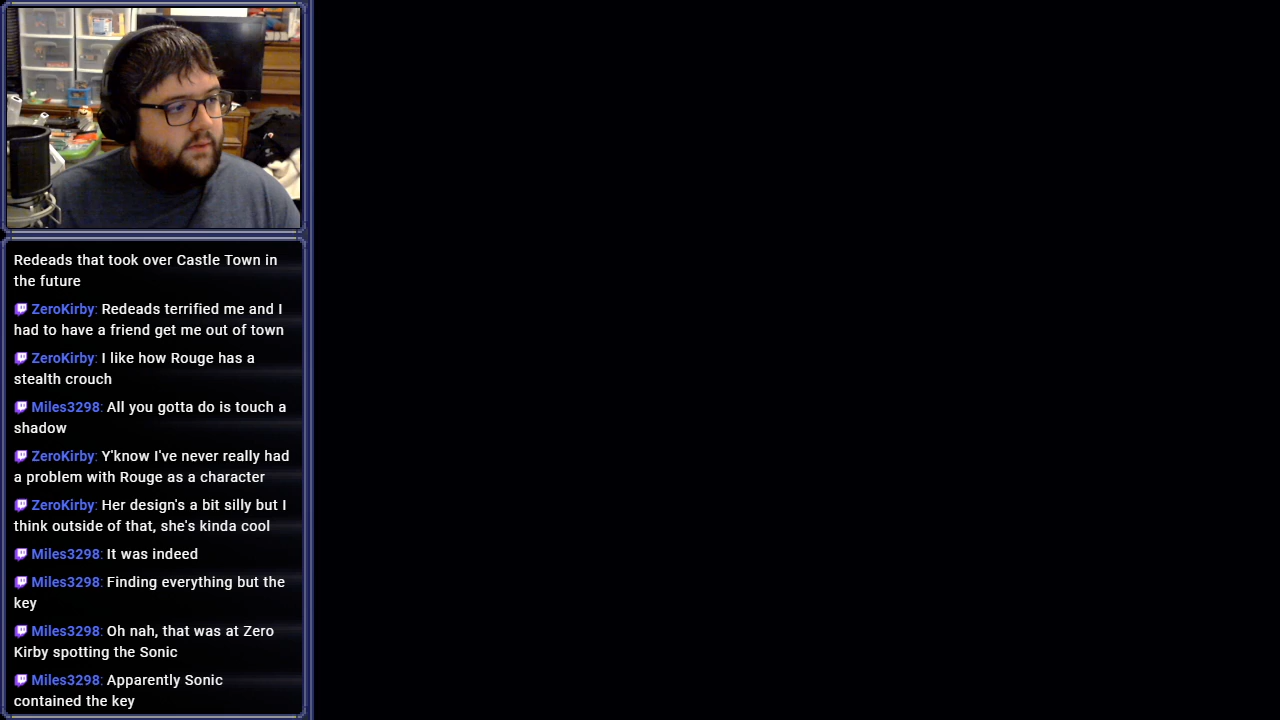 Redeads that took over Castle Town in
the future
ZeroKirby: Redeads terrified me and I
had to have a friend get me out of town
ZeroKirby: I like how Rouge has a
stealth crouch
Miles3298: All you gotta do is touch a
shadow
ZeroKirby: Y'know I've never really had
a problem with Rouge as a character
ZeroKirby: Her design's a bit silly but I
think outside of that, she's kinda cool
Miles3298: It was indeed
Miles3298: Finding everything but the
key
Miles3298: Oh nah, that was at Zero
Kirby spotting the Sonic
Miles3298: Apparently Sonic
contained the key